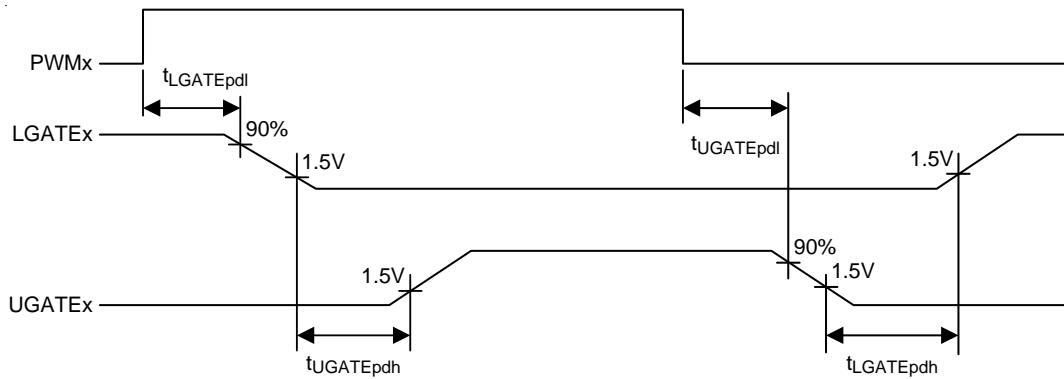 PWMx
tLGATEpdl
LGATEx
90%
1.5V
tUGATEpdl
1.5V
90%
1.5V
1.5V
UGATEx
tUGATEpdh
tLGATEpdh